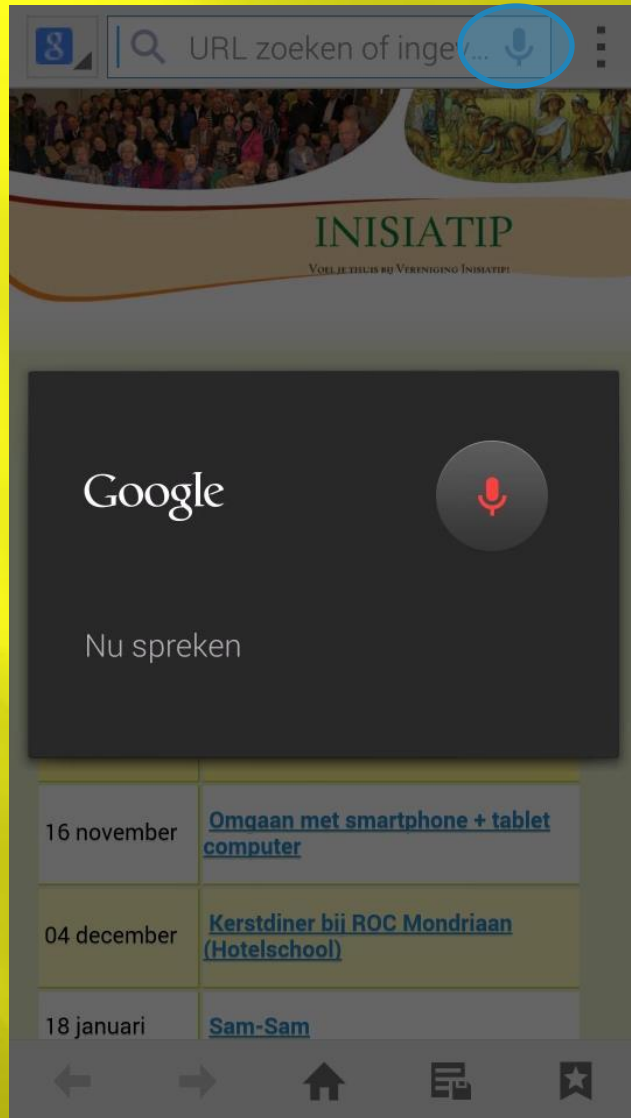 8
URL zoeken of ingev...
INISIATIP
VOEL JE THUIS BIJ VERENIGING INISIATIP!
Google
Nu spreken
16 november
Omgaan met smartphone + tablet
computer
04 december
Kerstdiner bij ROC Mondriaan
(Hotelschool)
18 januari
Sam-Sam